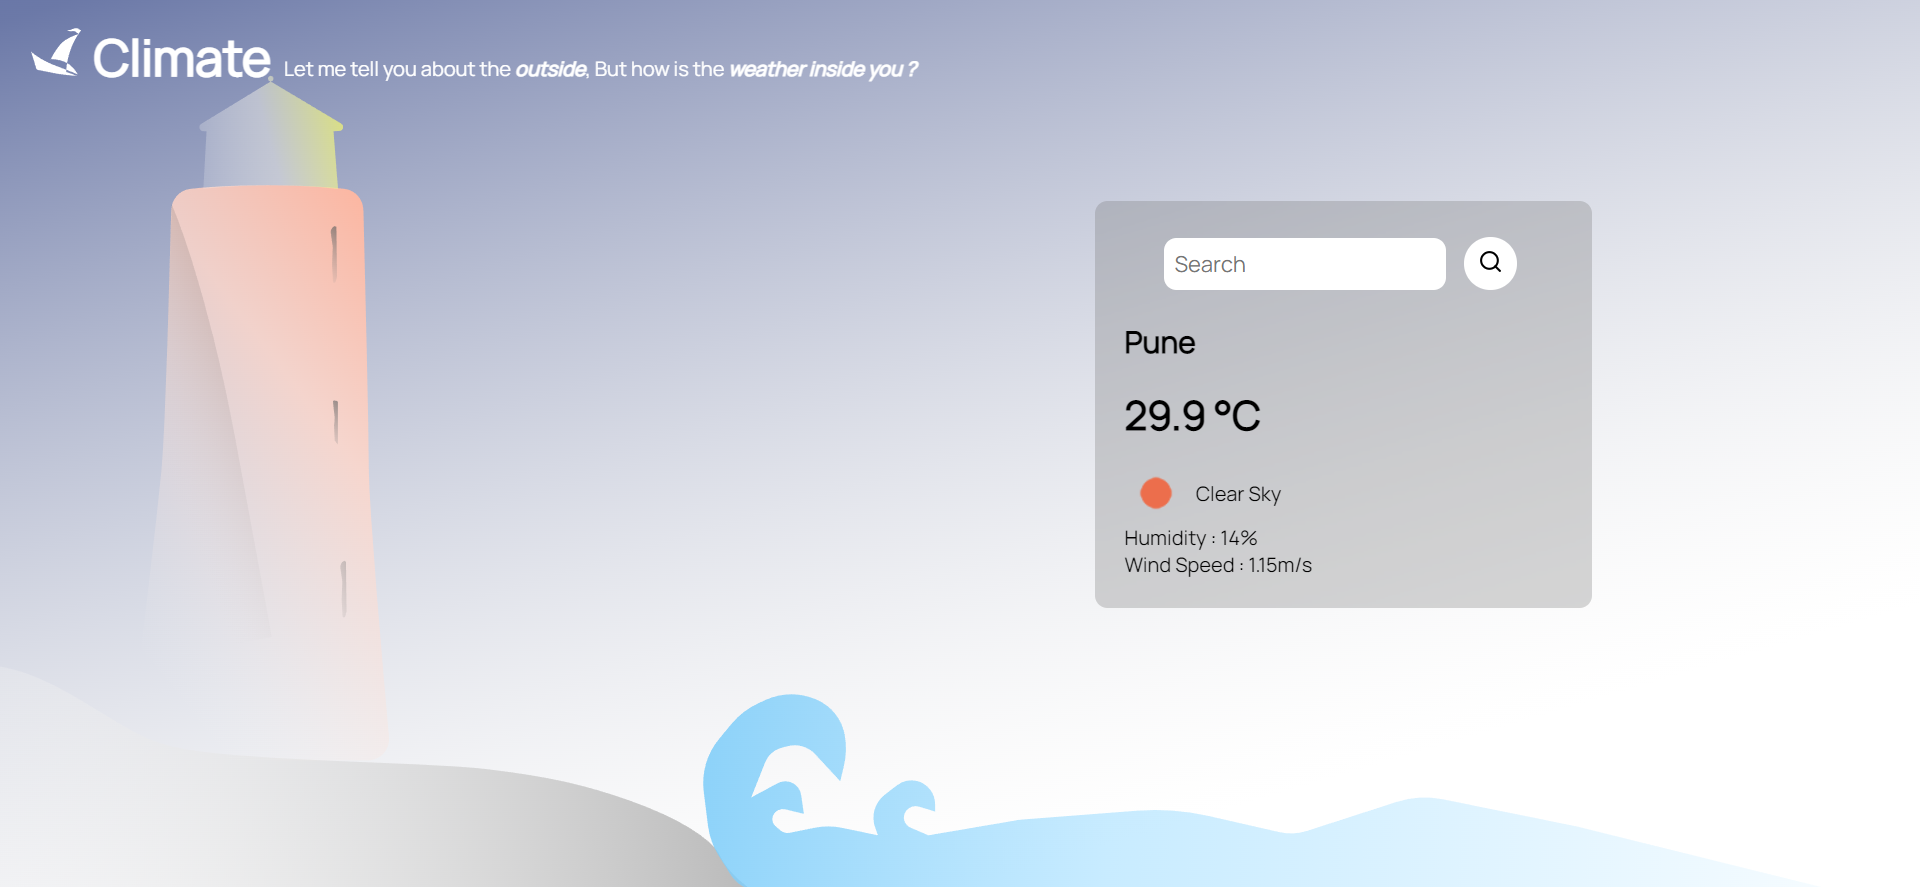 Climate Let me tell you about the outside, But how is the weather inside you ?
Search
Pune
29.9 °C
Clear Sky
Humidity : 14%
Wind Speed : 1.15m/s